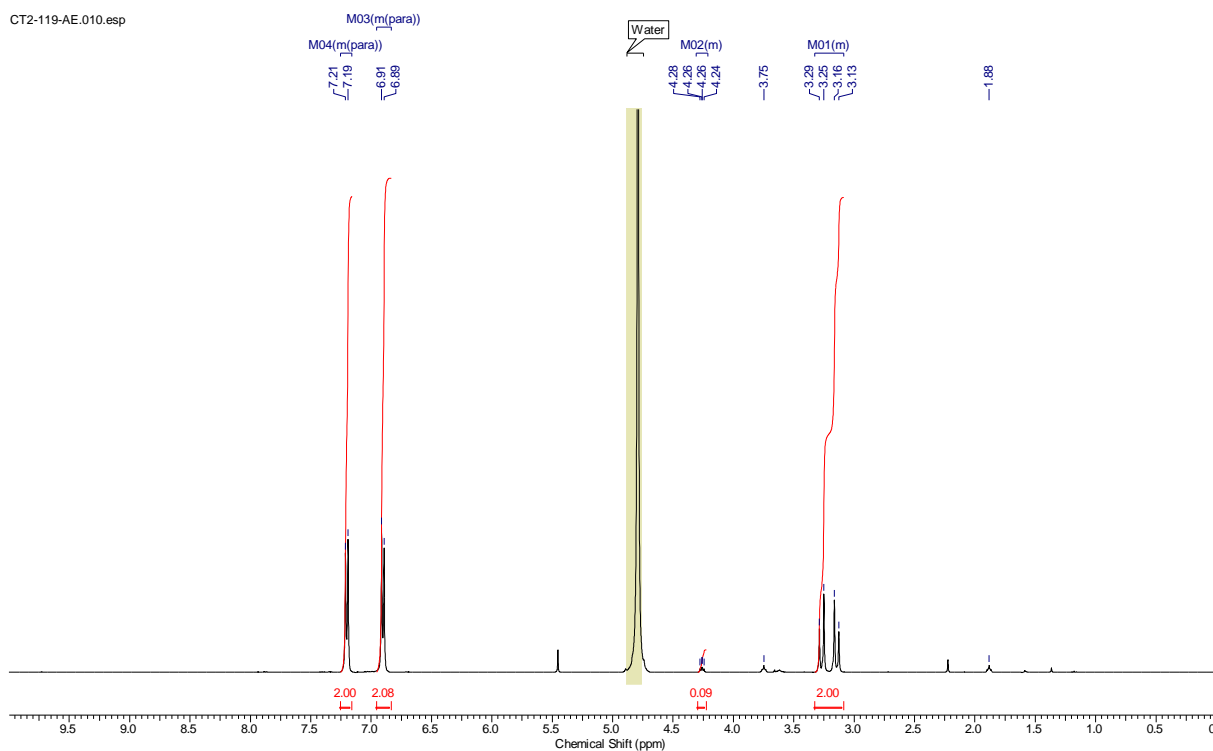 CT2-119-AE.010.esp
M03(m(para))
M04(m(para))
Water
M02(m)
M01(m)
7.21
7.19
6.91
6.89
4.28
4.26
4.26
4.24
3.75
3.29
3.25
3.16
3.13
1.88
2.00
2.08
0.09
2.00
9.5 9.0 8.5 8.0 7.5 7.0 6.5 6.0 5.5 5.0 4.5 4.0 3.5 3.0 2.5 2.0 1.5 1.0 0.5 0
Chemical Shift (ppm)